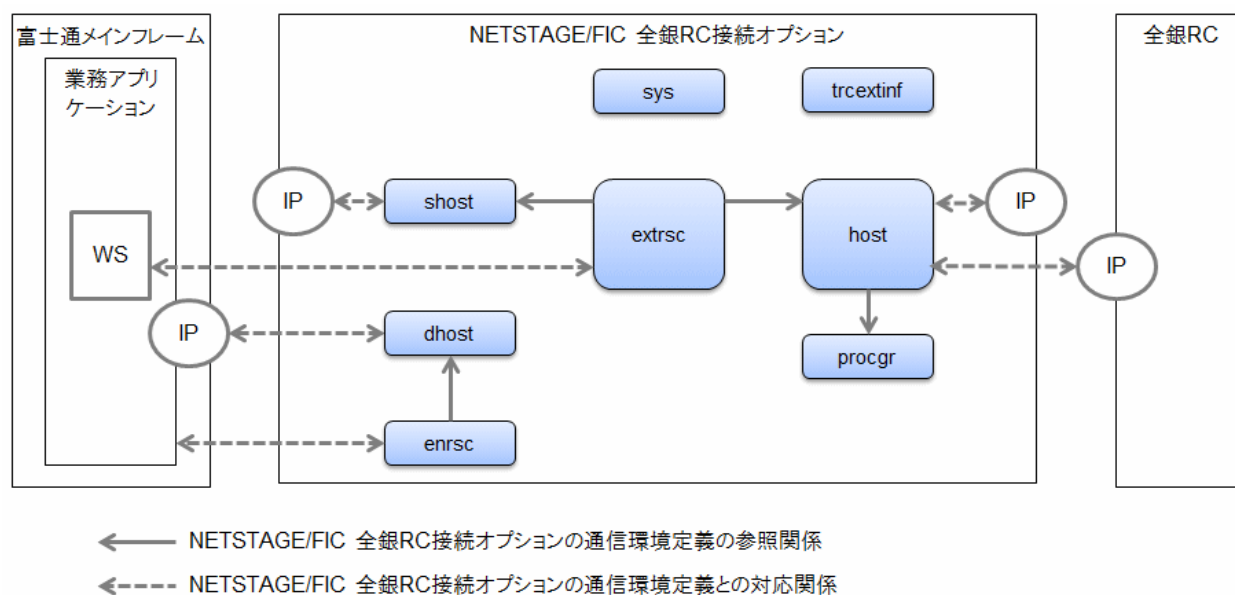 富士通メインフレーム
NETSTAGE/FIC 全銀RC接続オプション
全銀RC
業務アプリ
ケーション
sys
trcextinf
IP
shost
extrsc
host
IP
WS
IP
IP
dhost
procgr
enrsc
NETSTAGE/FIC 全銀RC接続オプションの通信環境定義の参照関係
NETSTAGE/FIC 全銀RC接続オプションの通信環境定義との対応関係